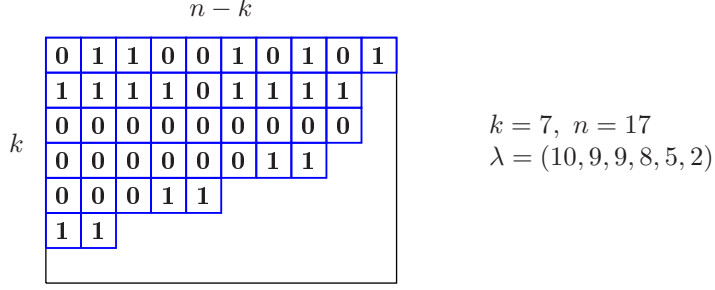 n − k
0 1 1 0 0 1 0 1 0 1
1 1 1 1 0 1 1 1 1
0 0 0 0 0 0 0 0 0
k
k = 7, n = 17
0 0 0 0 0 0 1 1
λ = (10, 9, 9, 8, 5, 2)
0 0 0 1 1
1 1